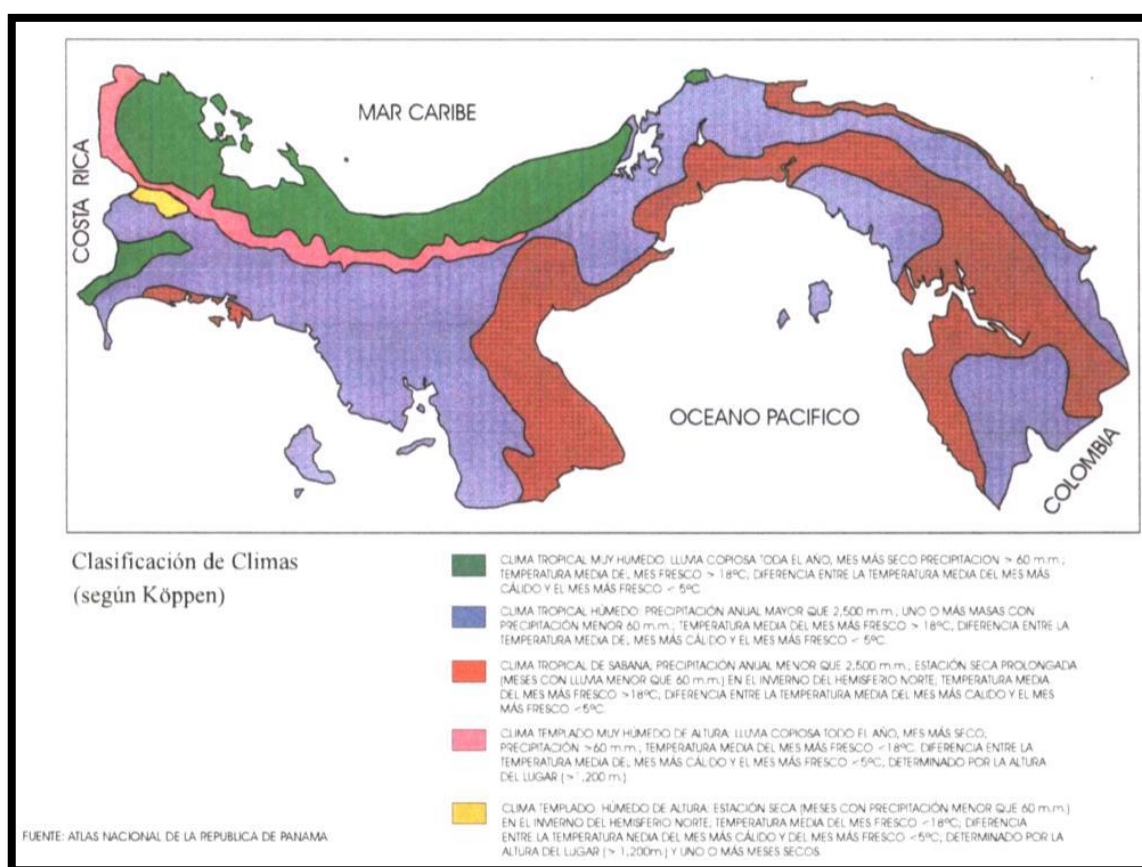 MAR CARIBE
COSTA RICA
OCEANO PACIFICO
COLOMBIA
Clasificación de Climas
(según Köppen)
CLIMA TROPICAL MUY HUMEDO: LLUVIA COPIOSA TODA EL AÑO, MES MÁS SECO PRECIPITACION > 60 m.m.;
TEMPERATURA MEDIA DEL MES FRESCO > 18ºC, DIFERENCIA ENTRE LA TEMPERATURA MEDIA DEL MES MÁS
CÁLIDO Y EL MES MÁS FRESCO < 5ºC
CLIMA TROPICAL HÚMEDO: PRECIPITACIÓN ANUAL MAYOR QUE 2,500 m.m.; UNO O MÁS MASAS CON
PRECIPITACIÓN MENOR 60 m.m.; TEMPERATURA MEDIA DEL MES MÁS FRESCO > 18ºC, DIFERENCIA ENTRE LA
TEMPERATURA MEDIA DEL MES MÁS CÁLIDO Y EL MES MÁS FRESCO < 5ºC.
CLIMA TROPICAL DE SABANA, PRECIPITACIÓN ANUAL MENOR QUE 2,500 m.m.; ESTACIÓN SECA PROLONGADA
(MESES CON LLUVIA MENOR QUE 60 m.m.) EN EL INVIERNO DEL HEMISFERIO NORTE; TEMPERATURA MEDIA
DEL MES MÁS FRESCO >18ºC; DIFERENCIA ENTRE LA TEMPERATURA MEDIA DEL MES MÁS CALIDO Y EL MES
MÁS FRESCO <5ºC.
CLIMA TEMPLADO MUY HÚMEDO DE ALTURA: LLUVIA COPIOSA TODO EL AÑO, MES MÁS SECO;
PRECIPITACIÓN >60 m.m.; TEMPERATURA MEDIA DEL MES MÁS FRESCO <18ºC. DIFERENCIA ENTRE LA
TEMPERATURA MEDIA DEL MES MÁS CÁLIDO Y EL MES MÁS FRESCO <5ºC, DETERMINADO POR LA ALTURA
DEL LUGAR (>1,200 m.)
CLIMA TEMPLADO HÚMEDO DE ALTURA: ESTACIÓN SECA (MESES CON PRECIPITACIÓN MENOR QUE 60 m.m.)
EN EL INVIERNO DEL HEMISFERIO NORTE; TEMPERATURA MEDIA DEL MES FRESCO <18ºC; DIFERENCIA
ENTRE LA TEMPERATURA NEDIA DEL MES MÁS CÁLIDO Y DEL MES MÁS FRESCO <5ºC, DETERMINADO POR LA
ALTURA DEL LUGAR (> 1,200m.) Y UNO O MÁS MESES SECOS.
FUENTE: ATLAS NACIONAL DE LA REPUBLICA DE PANAMA